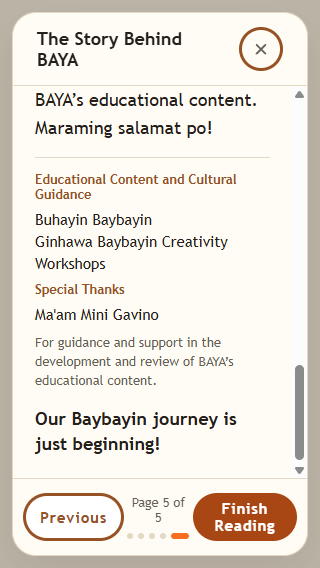 The Story Behind
BAYA
BAYA’s educational content.
Maraming salamat po!
Educational Content and Cultural
Guidance
Buhayin Baybayin
Ginhawa Baybayin Creativity
Workshops
Special Thanks
Ma'am Mini Gavino
For guidance and support in the
development and review of BAYA’s
educational content.
Our Baybayin journey is
just beginning!
Previous
Page 5 of
5
Finish
Reading